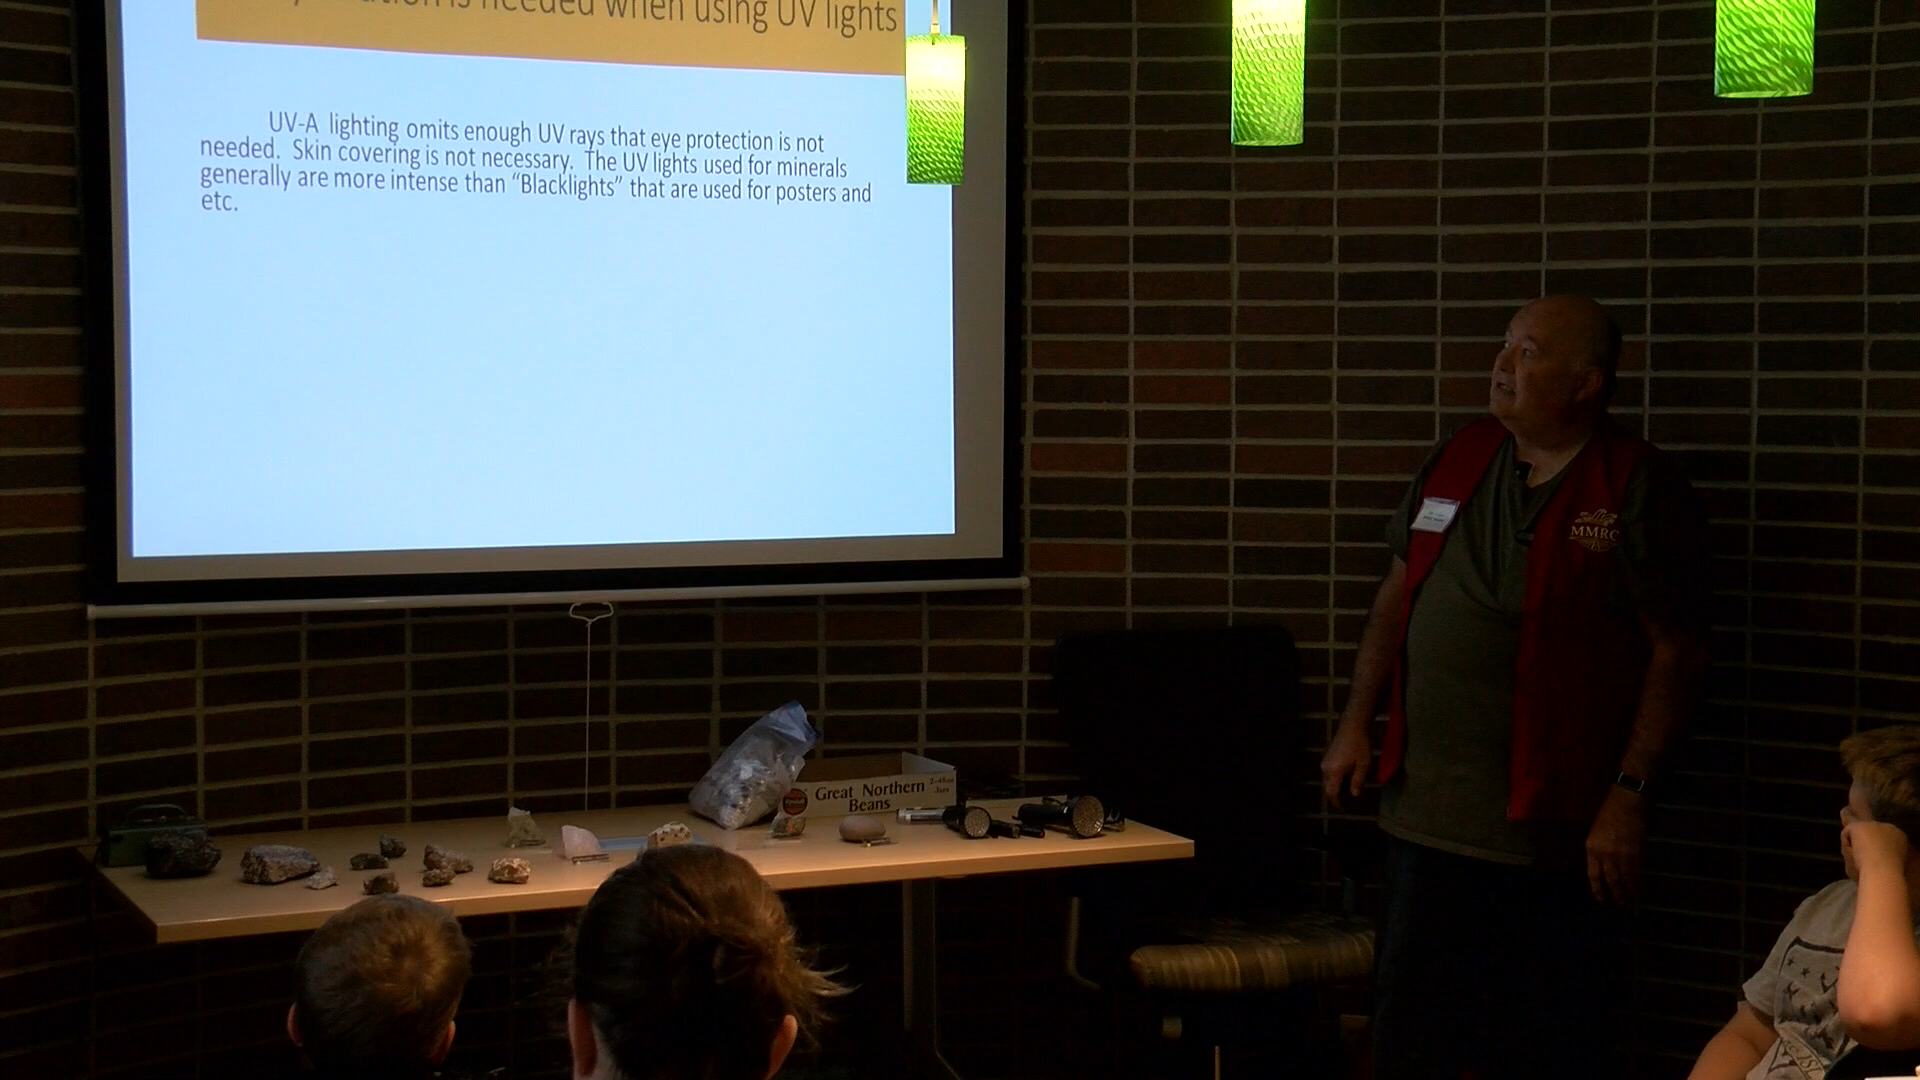 is needed when using UV lights
UV-A lighting omits enough UV rays that eye protection is not
needed. Skin covering is not necessary. The UV lights used for minerals
generally are more intense than “Blacklights” that are used for posters and
etc.
MMRC
Great Northern
Beans